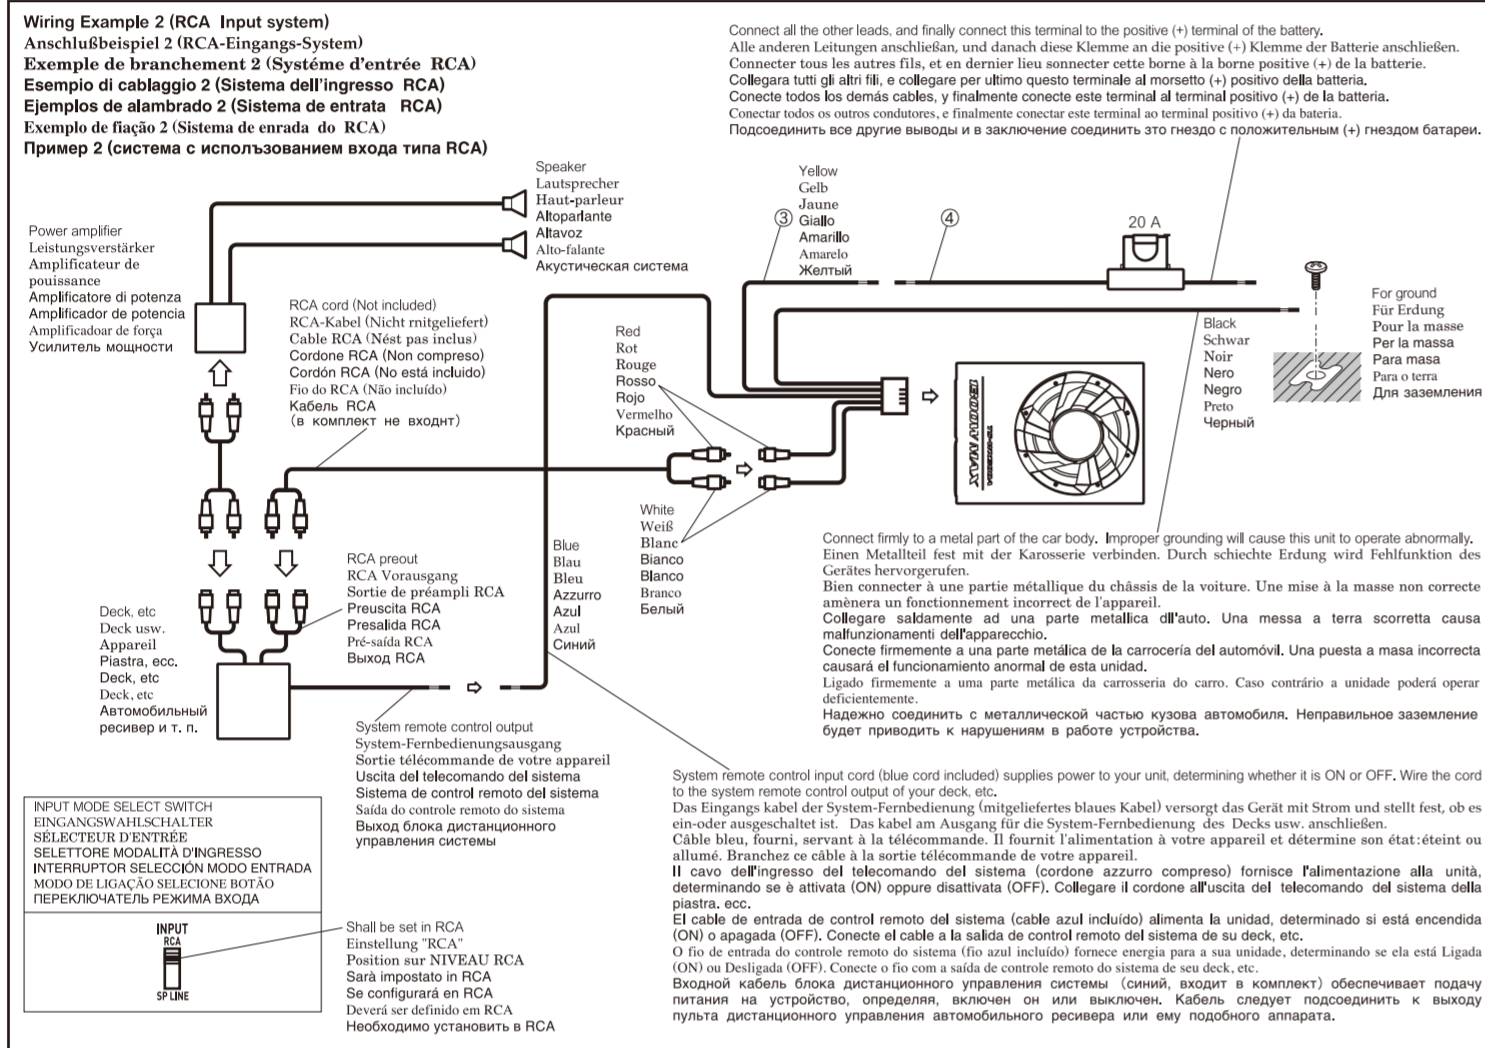 Wiring Example 2 (RCA Input system)
Anschlußbeispiel 2 (RCA-Eingangs-System)
Exemple de branchement 2 (Systéme d'entrée RCA)
Esempio di cablaggio 2 (Sistema dell'ingresso RCA)
Ejemplos de alambrado 2 (Sistema de entrata RCA)
Exemplo de fiação 2 (Sistema de enrada do RCA)
Пример 2 (система с исполъзованием входа типа RCA)
Connect all the other leads, and finally connect this terminal to the positive (+) terminal of the battery.
Alle anderen Leitungen anschließan, und danach diese Klemme an die positive (+) Klemme der Batterie anschließen.
Connecter tous les autres fils, et en dernier lieu sonnecter cette borne à la borne positive (+) de la batterie.
Collegara tutti gli altri fili, e collegare per ultimo questo terminale al morsetto (+) positivo della batteria.
Conecte todos los demás cables, y finalmente conecte este terminal al terminal positivo (+) de la batteria.
Conectar todos os outros condutores, e finalmente conectar este terminal ao terminal positivo (+) da bateria.
Подсоединить все другие выводы и в заключение соединить зто гнездо с положительным (+) гнездом батареи.
Speaker
Lautsprecher
Haut-parleur
Altoparlante
Altavoz
Alto-falante
Акустическая система
Yellow
Gelb
Jaune
③ Giallo
Amarillo
Amarelo
Желтый
④
20 A
Power amplifier
Leistungsverstärker
Amplificateur de
pouissance
Amplificatore di potenza
Amplificador de potencia
Amplificadoar de força
Усилитель мощности
RCA cord (Not included)
RCA-Kabel (Nicht rnitgeliefert)
Cable RCA (Nést pas inclus)
Cordone RCA (Non compreso)
Cordón RCA (No está incluido)
Fio do RCA (Não incluído)
Кабель RCA
(в комплект не входнт)
Red
Rot
Rouge
Rosso
Rojo
Vermelho
Красный
Black
Schwar
Noir
Nero
Negro
Preto
Черный
For ground
Für Erdung
Pour la masse
Per la massa
Para masa
Para o terra
Для заземления
White
Weiß
Blanc
Bianco
Blanco
Branco
Белый
Blue
Blau
Bleu
Azzurro
Azul
Azul
Синий
RCA preout
RCA Vorausgang
Sortie de préampli RCA
Preuscita RCA
Presalida RCA
Pré-saída RCA
Выход RCA
Deck, etc
Deck usw.
Appareil
Piastra, ecc.
Deck, etc
Deck, etc
Автомобильный
ресивер и т. п.
Connect firmly to a metal part of the car body. Improper grounding will cause this unit to operate abnormally.
Einen Metallteil fest mit der Karosserie verbinden. Durch schiechte Erdung wird Fehlfunktion des
Gerätes hervorgerufen.
Bien connecter à une partie métallique du châssis de la voiture. Une mise à la masse non correcte
amènera un fonctionnement incorrect de l'appareil.
Collegare saldamente ad una parte metallica dll'auto. Una messa a terra scorretta causa
malfunzionamenti dell'apparecchio.
Conecte firmemente a una parte metálica de la carrocería del automóvil. Una puesta a masa incorrecta
causará el funcionamiento anormal de esta unidad.
Ligado firmemente a uma parte metálica da carrosseria do carro. Caso contrário a unidade poderá operar
deficientemente.
Надежно соединить с металлической частью кузова автомобиля. Неправильное заземление
будет приводить к нарушениям в работе устройства.
System remote control output
System-Fernbedienungsausgang
Sortie télécommande de votre appareil
Uscita del telecomando del sistema
Sistema de control remoto del sistema
Saída do controle remoto do sistema
Выход блока дистанционного
управления системы
System remote control input cord (blue cord included) supplies power to your unit, determining whether it is ON or OFF. Wire the cord
to the system remote control output of your deck, etc.
Das Eingangs kabel der System-Fernbedienung (mitgeliefertes blaues Kabel) versorgt das Gerät mit Strom und stellt fest, ob es
ein-oder ausgeschaltet ist. Das kabel am Ausgang für die System-Fernbedienung des Decks usw. anschließen.
Câble bleu, fourni, servant à la télécommande. Il fournit l'alimentation à votre appareil et détermine son état:éteint ou
allumé. Branchez ce câble à la sortie télécommande de votre appareil.
Il cavo dell'ingresso del telecomando del sistema (cordone azzurro compreso) fornisce l'alimentazione alla unità,
determinando se è attivata (ON) oppure disattivata (OFF). Collegare il cordone all'uscita del telecomando del sistema della
piastra. ecc.
El cable de entrada de control remoto del sistema (cable azul incluído) alimenta la unidad, determinado si está encendida
(ON) o apagada (OFF). Conecte el cable a la salida de control remoto del sistema de su deck, etc.
O fio de entrada do controle remoto do sistema (fio azul incluído) fornece energia para a sua unidade, determinando se ela está Ligada
(ON) ou Desligada (OFF). Conecte o fio com a saída de controle remoto do sistema de seu deck, etc.
Входной кабель блока дистанционного управления системы (синий, входит в комплект) обеспечивает подачу
питания на устройство, определяя, включен он или выключен. Кабель следует подсоединить к выходу
пульта дистанционного управления автомобильного ресивера или ему подобного аппарата.
INPUT MODE SELECT SWITCH
EINGANGSWAHLSCHALTER
SÉLECTEUR D'ENTRÉE
SELETTORE MODALITÀ D'INGRESSO
INTERRUPTOR SELECCIÓN MODO ENTRADA
MODO DE LIGAÇÃO SELECIONE BOTÃO
ПЕРЕКЛЮЧАТЕЛЬ РЕЖИМА ВХОДА
INPUT
RCA
SP LINE
Shall be set in RCA
Einstellung "RCA"
Position sur NIVEAU RCA
Sarà impostato in RCA
Se configurará en RCA
Deverá ser definido em RCA
Необходимо установить в RCA